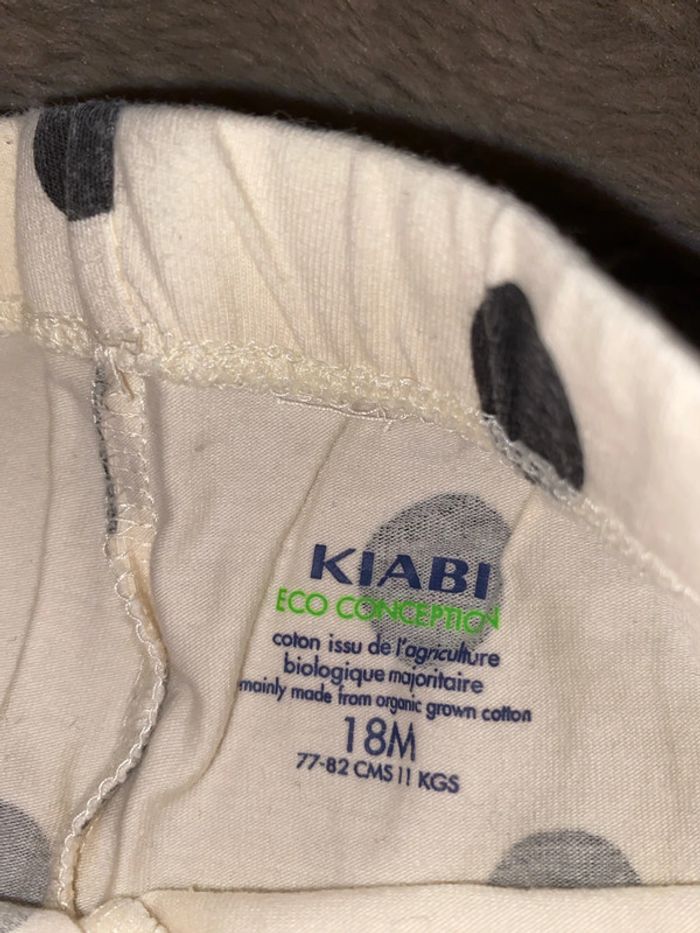 KIABI
ECO CONCEPTION
coton issu de l'agriculture
biologique majoritaire
mainly made from organic grown cotton
18M
77-82 CMS 11 KGS